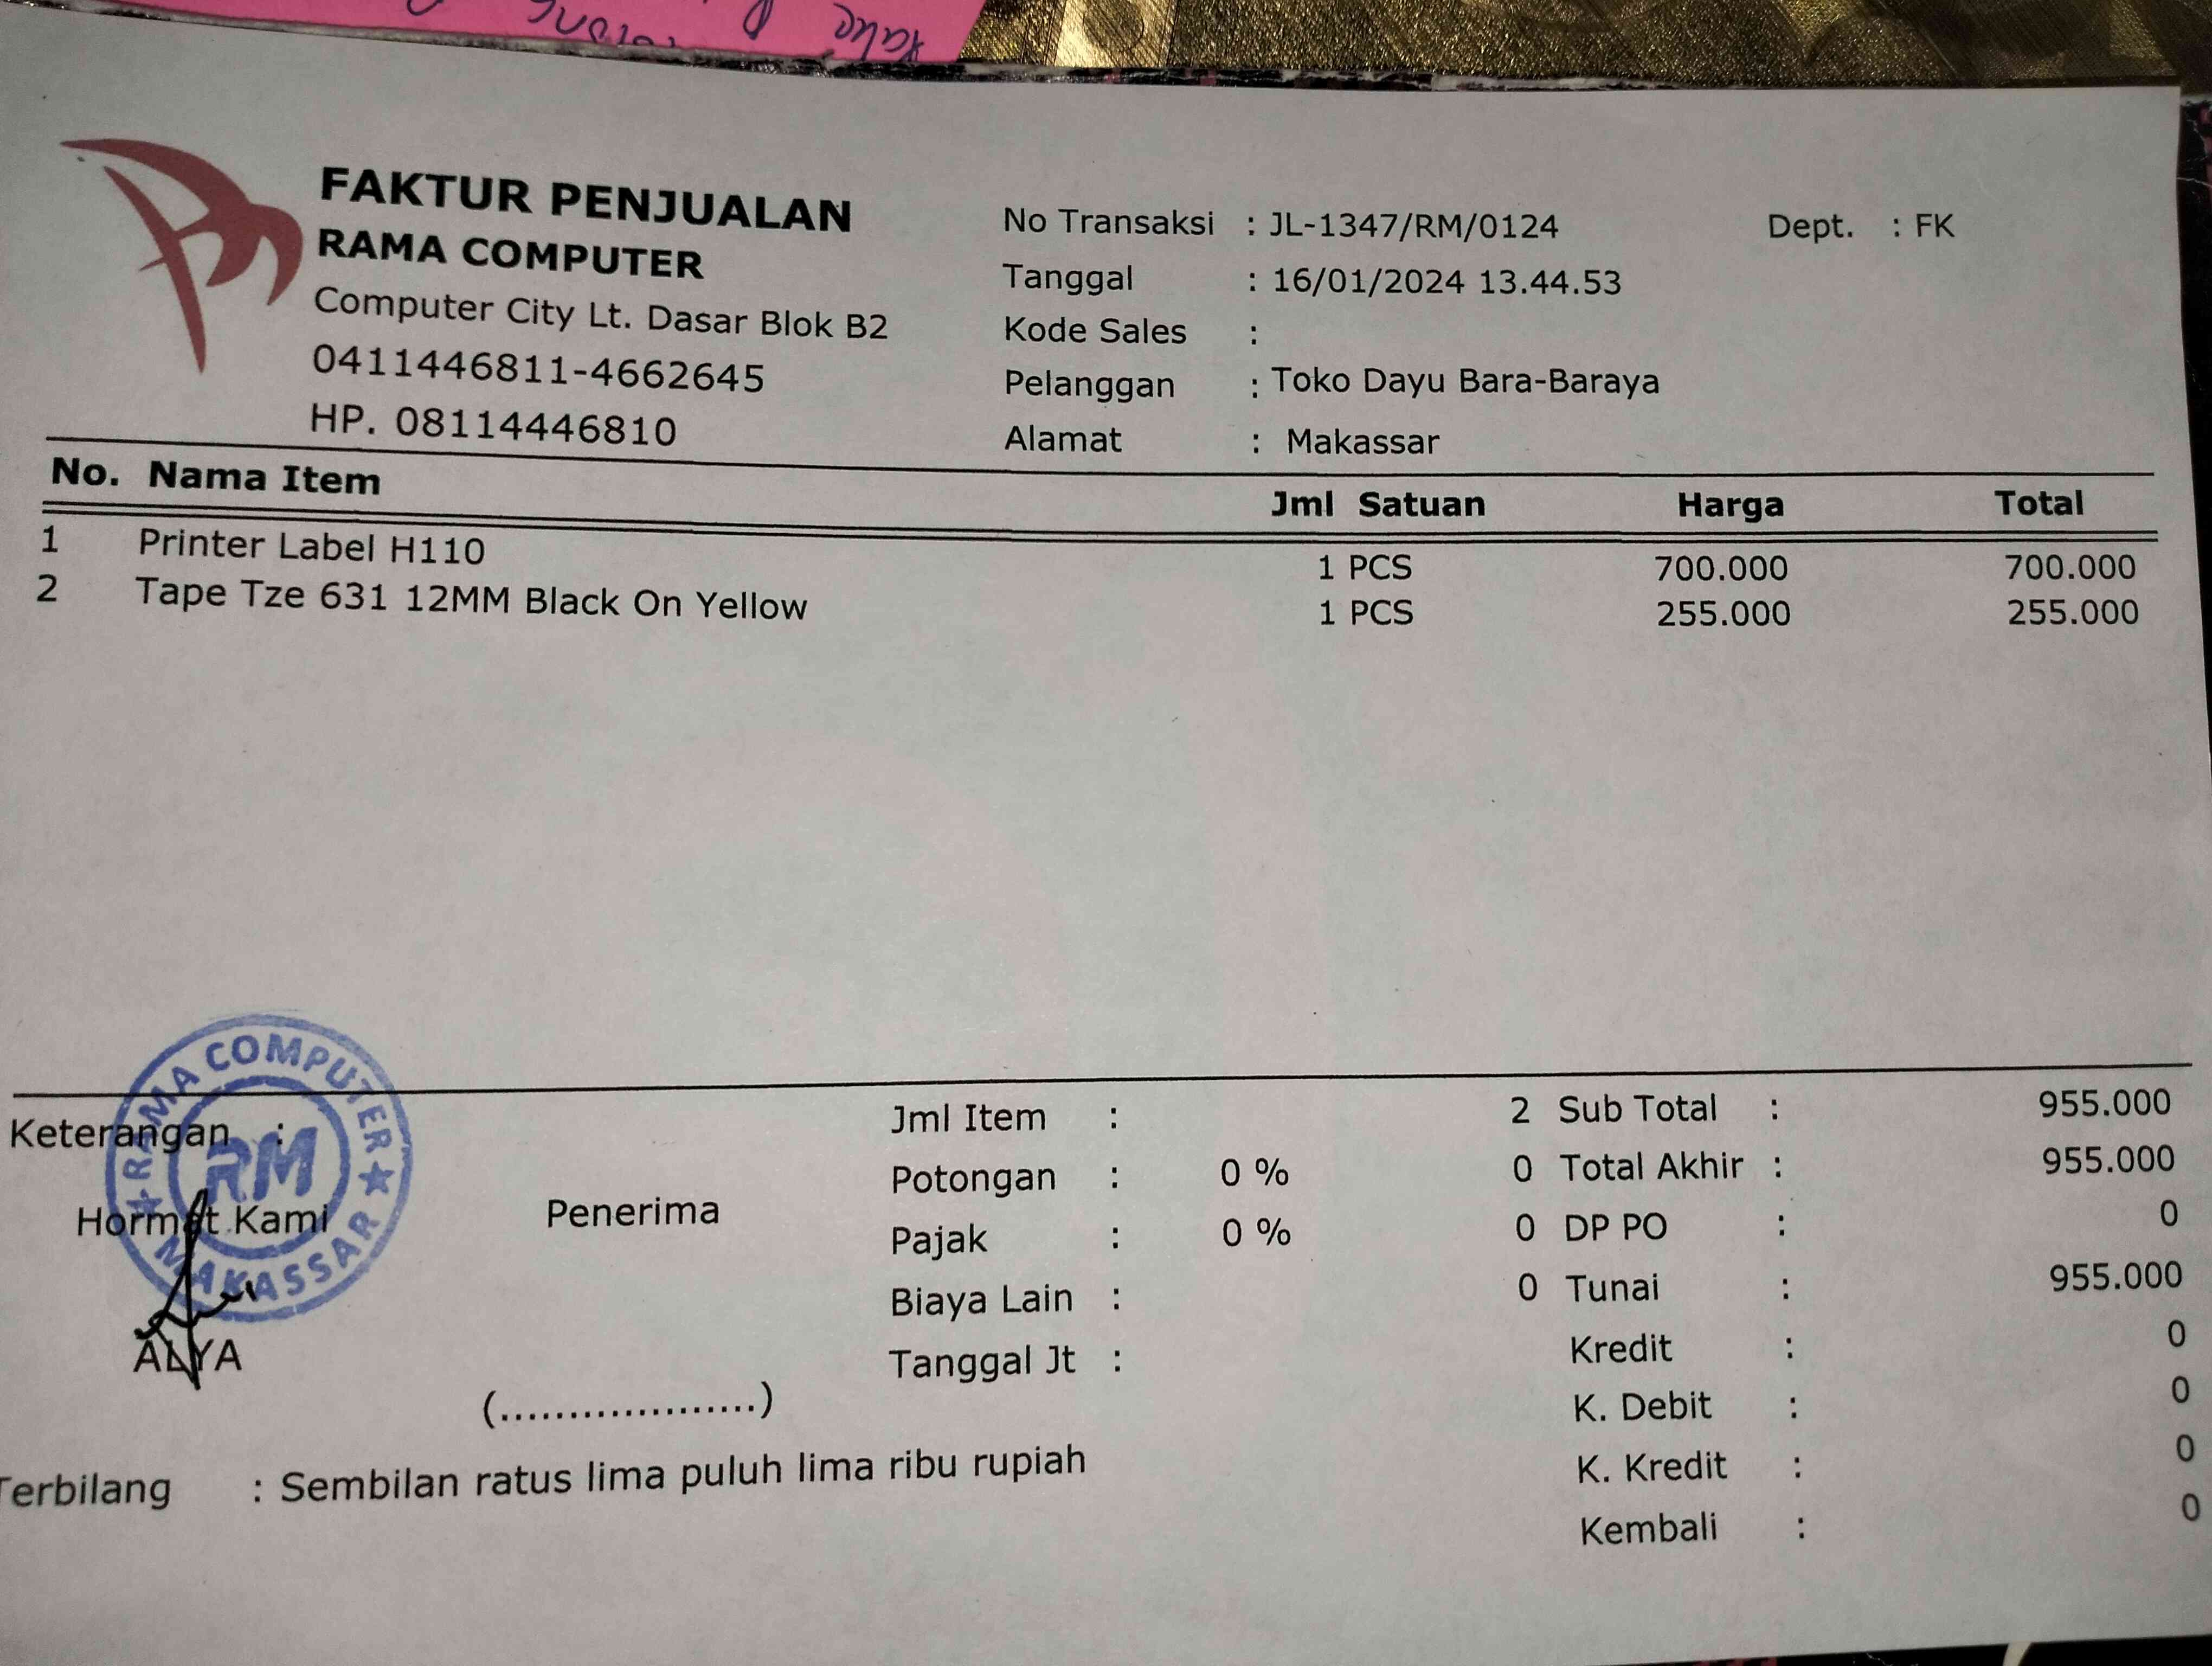 FAKTUR PENJUALAN
RAMA COMPUTER
Computer City Lt. Dasar Blok B2
0411446811-4662645
HP. 08114446810
No Transaksi : JL-1347/RM/0124 Dept. : FK
Tanggal : 16/01/2024 13.44.53
Kode Sales :
Pelanggan : Toko Dayu Bara-Baraya
Alamat : Makassar
No. Nama Item Jml Satuan Harga Total
1 Printer Label H110 1 PCS 700.000 700.000
2 Tape Tze 631 12MM Black On Yellow 1 PCS 255.000 255.000
Keterangan :
Hormat Kami
ALYA
RAMA COMPUTER
RM
MAKASSAR
Penerima
(...................)
Jml Item : 2
Potongan : 0 % 0
Pajak : 0 % 0
Biaya Lain : 0
Tanggal Jt :
Sub Total : 955.000
Total Akhir : 955.000
DP PO : 0
Tunai : 955.000
Kredit : 0
K. Debit : 0
K. Kredit : 0
Kembali : 0
Terbilang : Sembilan ratus lima puluh lima ribu rupiah